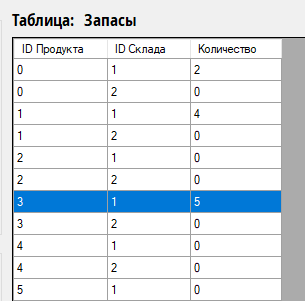 Таблица: Запасы
ID Продукта ID Склада Количество
0 1 2
0 2 0
1 1 4
1 2 0
2 1 0
2 2 0
3 1 5
3 2 0
4 1 0
4 2 0
5 1 0